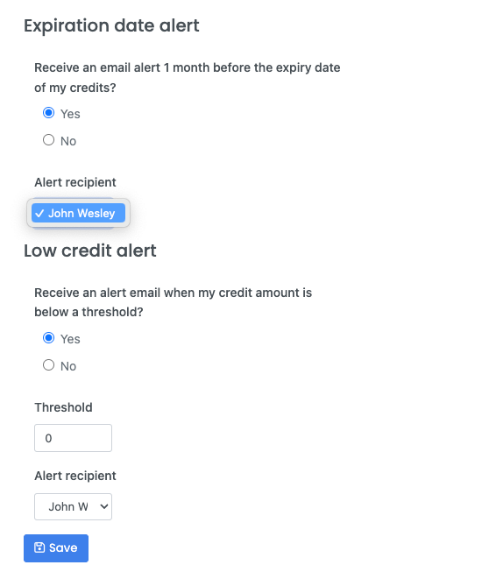 Expiration date alert
Receive an email alert 1 month before the expiry date
of my credits?
Yes
No
Alert recipient
✓ John Wesley
Low credit alert
Receive an alert email when my credit amount is
below a threshold?
Yes
No
Threshold
0
Alert recipient
John W
Save